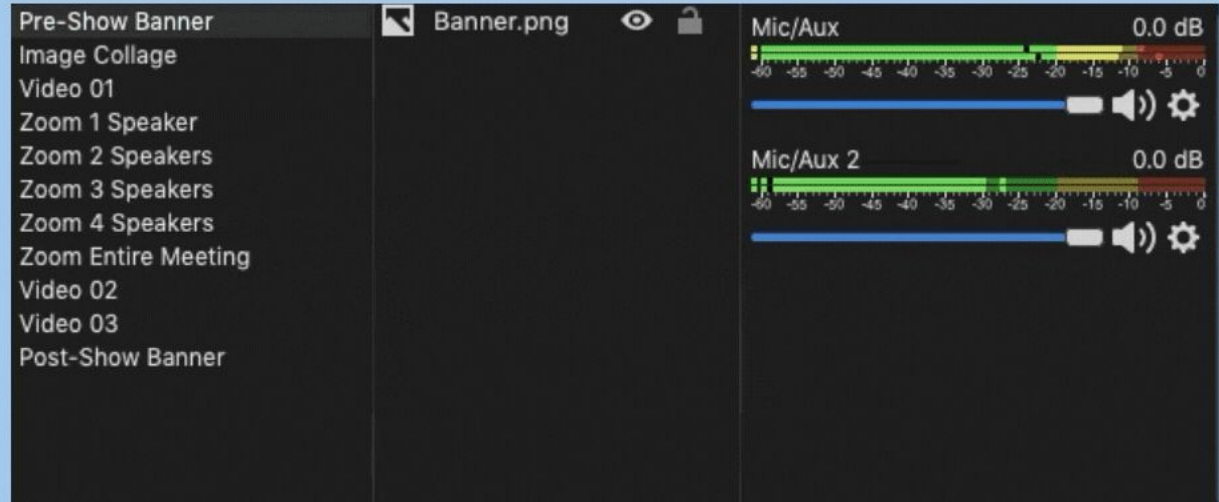 Pre-Show Banner
Image Collage
Video 01
Zoom 1 Speaker
Zoom 2 Speakers
Zoom 3 Speakers
Zoom 4 Speakers
Zoom Entire Meeting
Video 02
Video 03
Post-Show Banner
Banner.png
Mic/Aux 0.0 dB
-60 -55 -50 -45 -40 -35 -30 -25 -20 -15 -10 -5 0
Mic/Aux 2 0.0 dB
-60 -55 -50 -45 -40 -35 -30 -25 -20 -15 -10 -5 0